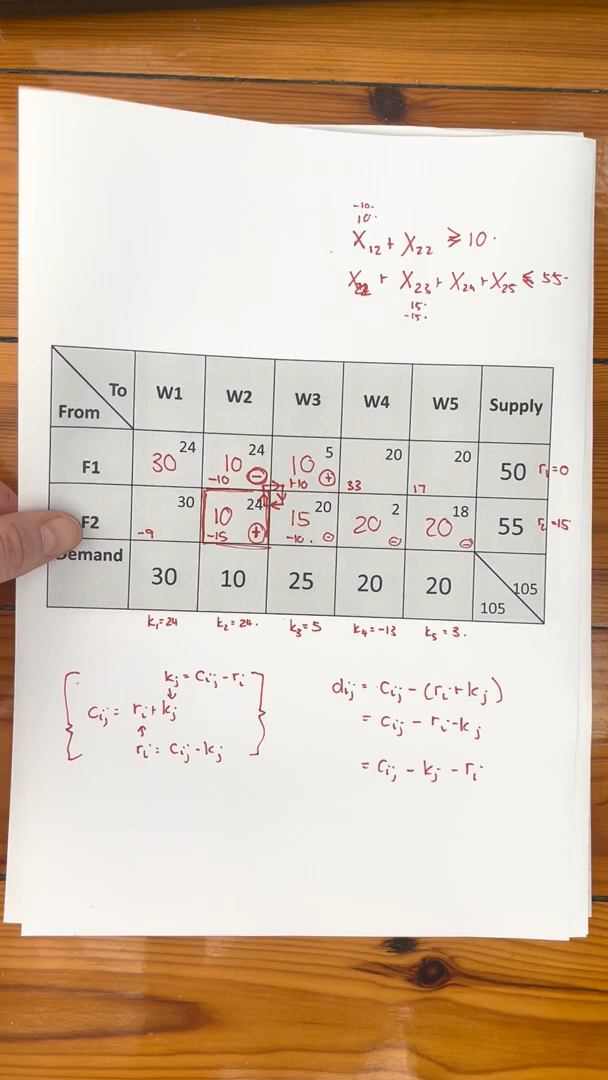 -10.
10.
X12 + X22 ≥ 10.
X22 + X23 + X24 + X25 ≤ 55.
15.
-15.
To
From
W1 W2 W3 W4 W5 Supply
F1 24 30 24 10 -10 ⊖ 5 10 +10 ⊕ 20 33 20 17 50 r1=0
F2 30 -9 24 10 -15 ⊕ 20 15 -10. ⊖ 2 20 ⊖ 18 20 ⊖ 55 r2=15
Demand 30 10 25 20 20 105 105
k1=24 k2=24. k3=5 k4=-13 k5=3.
kj = cij - ri
cij = ri + kj
ri = cij - kj
dij = cij - (ri + kj)
= cij - ri - kj
= cij - kj - ri